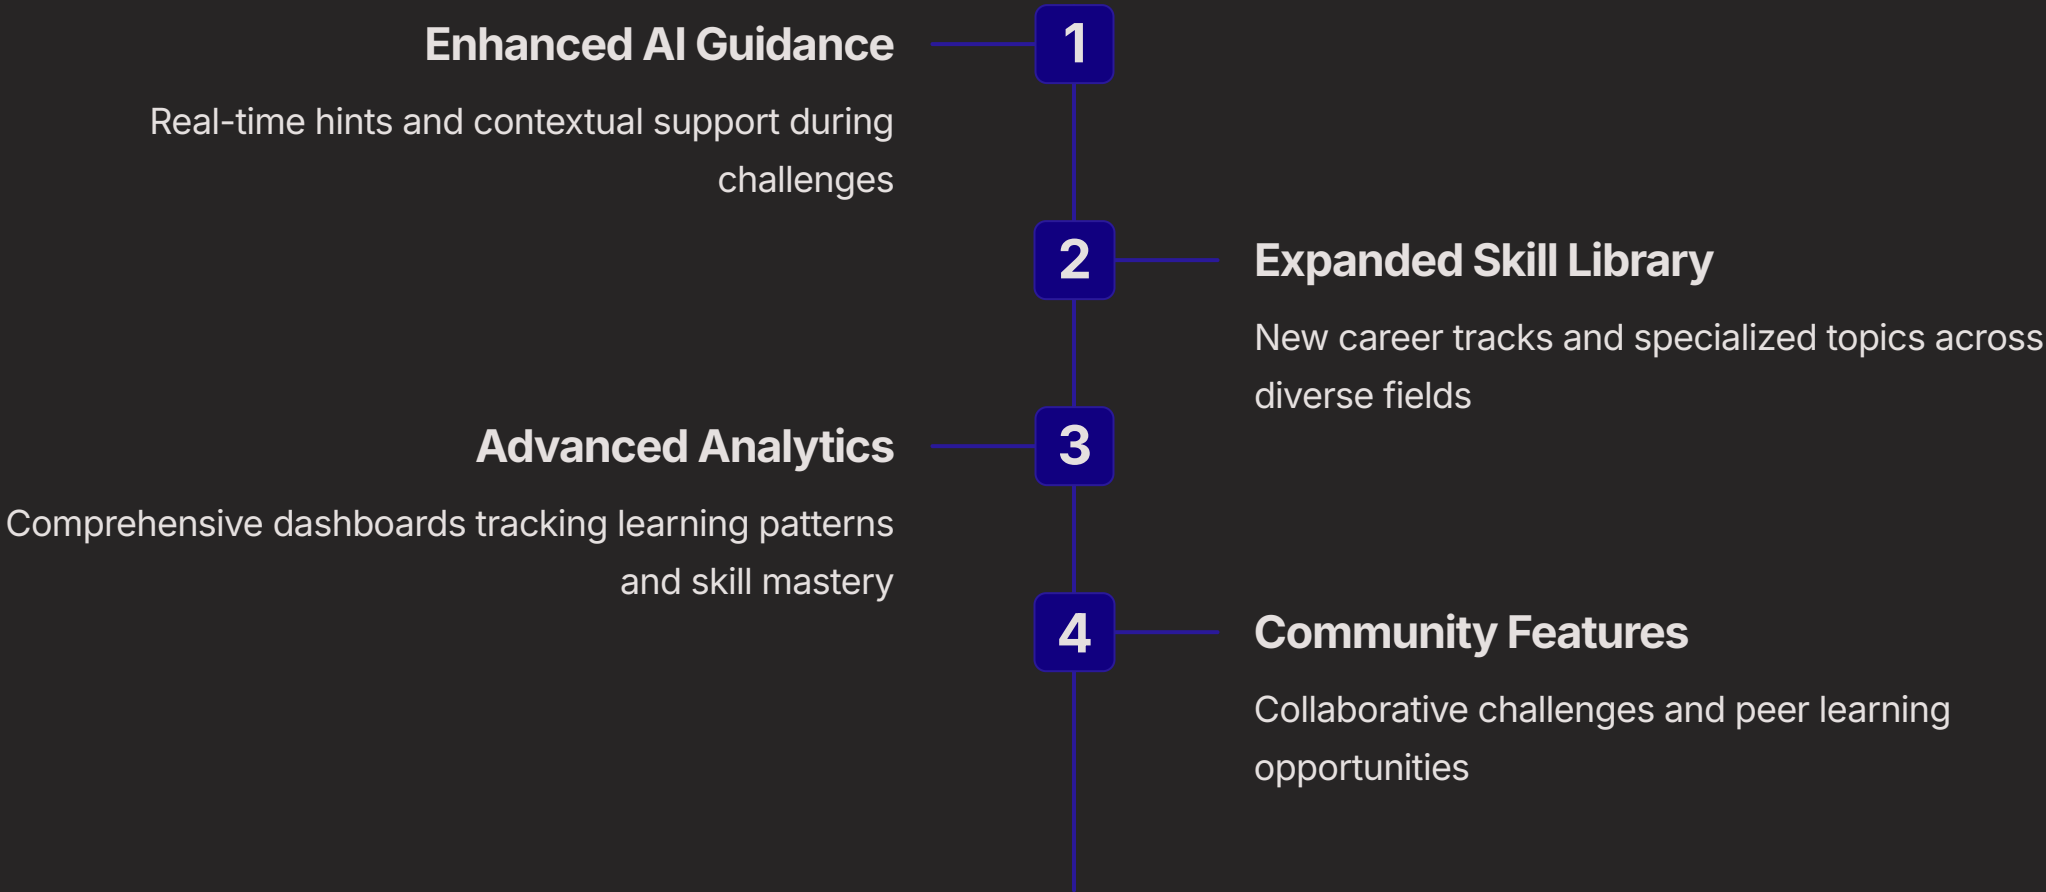 Enhanced AI Guidance
1
Real-time hints and contextual support during
challenges
2
Expanded Skill Library
New career tracks and specialized topics across
diverse fields
Advanced Analytics
3
Comprehensive dashboards tracking learning patterns
and skill mastery
4
Community Features
Collaborative challenges and peer learning
opportunities